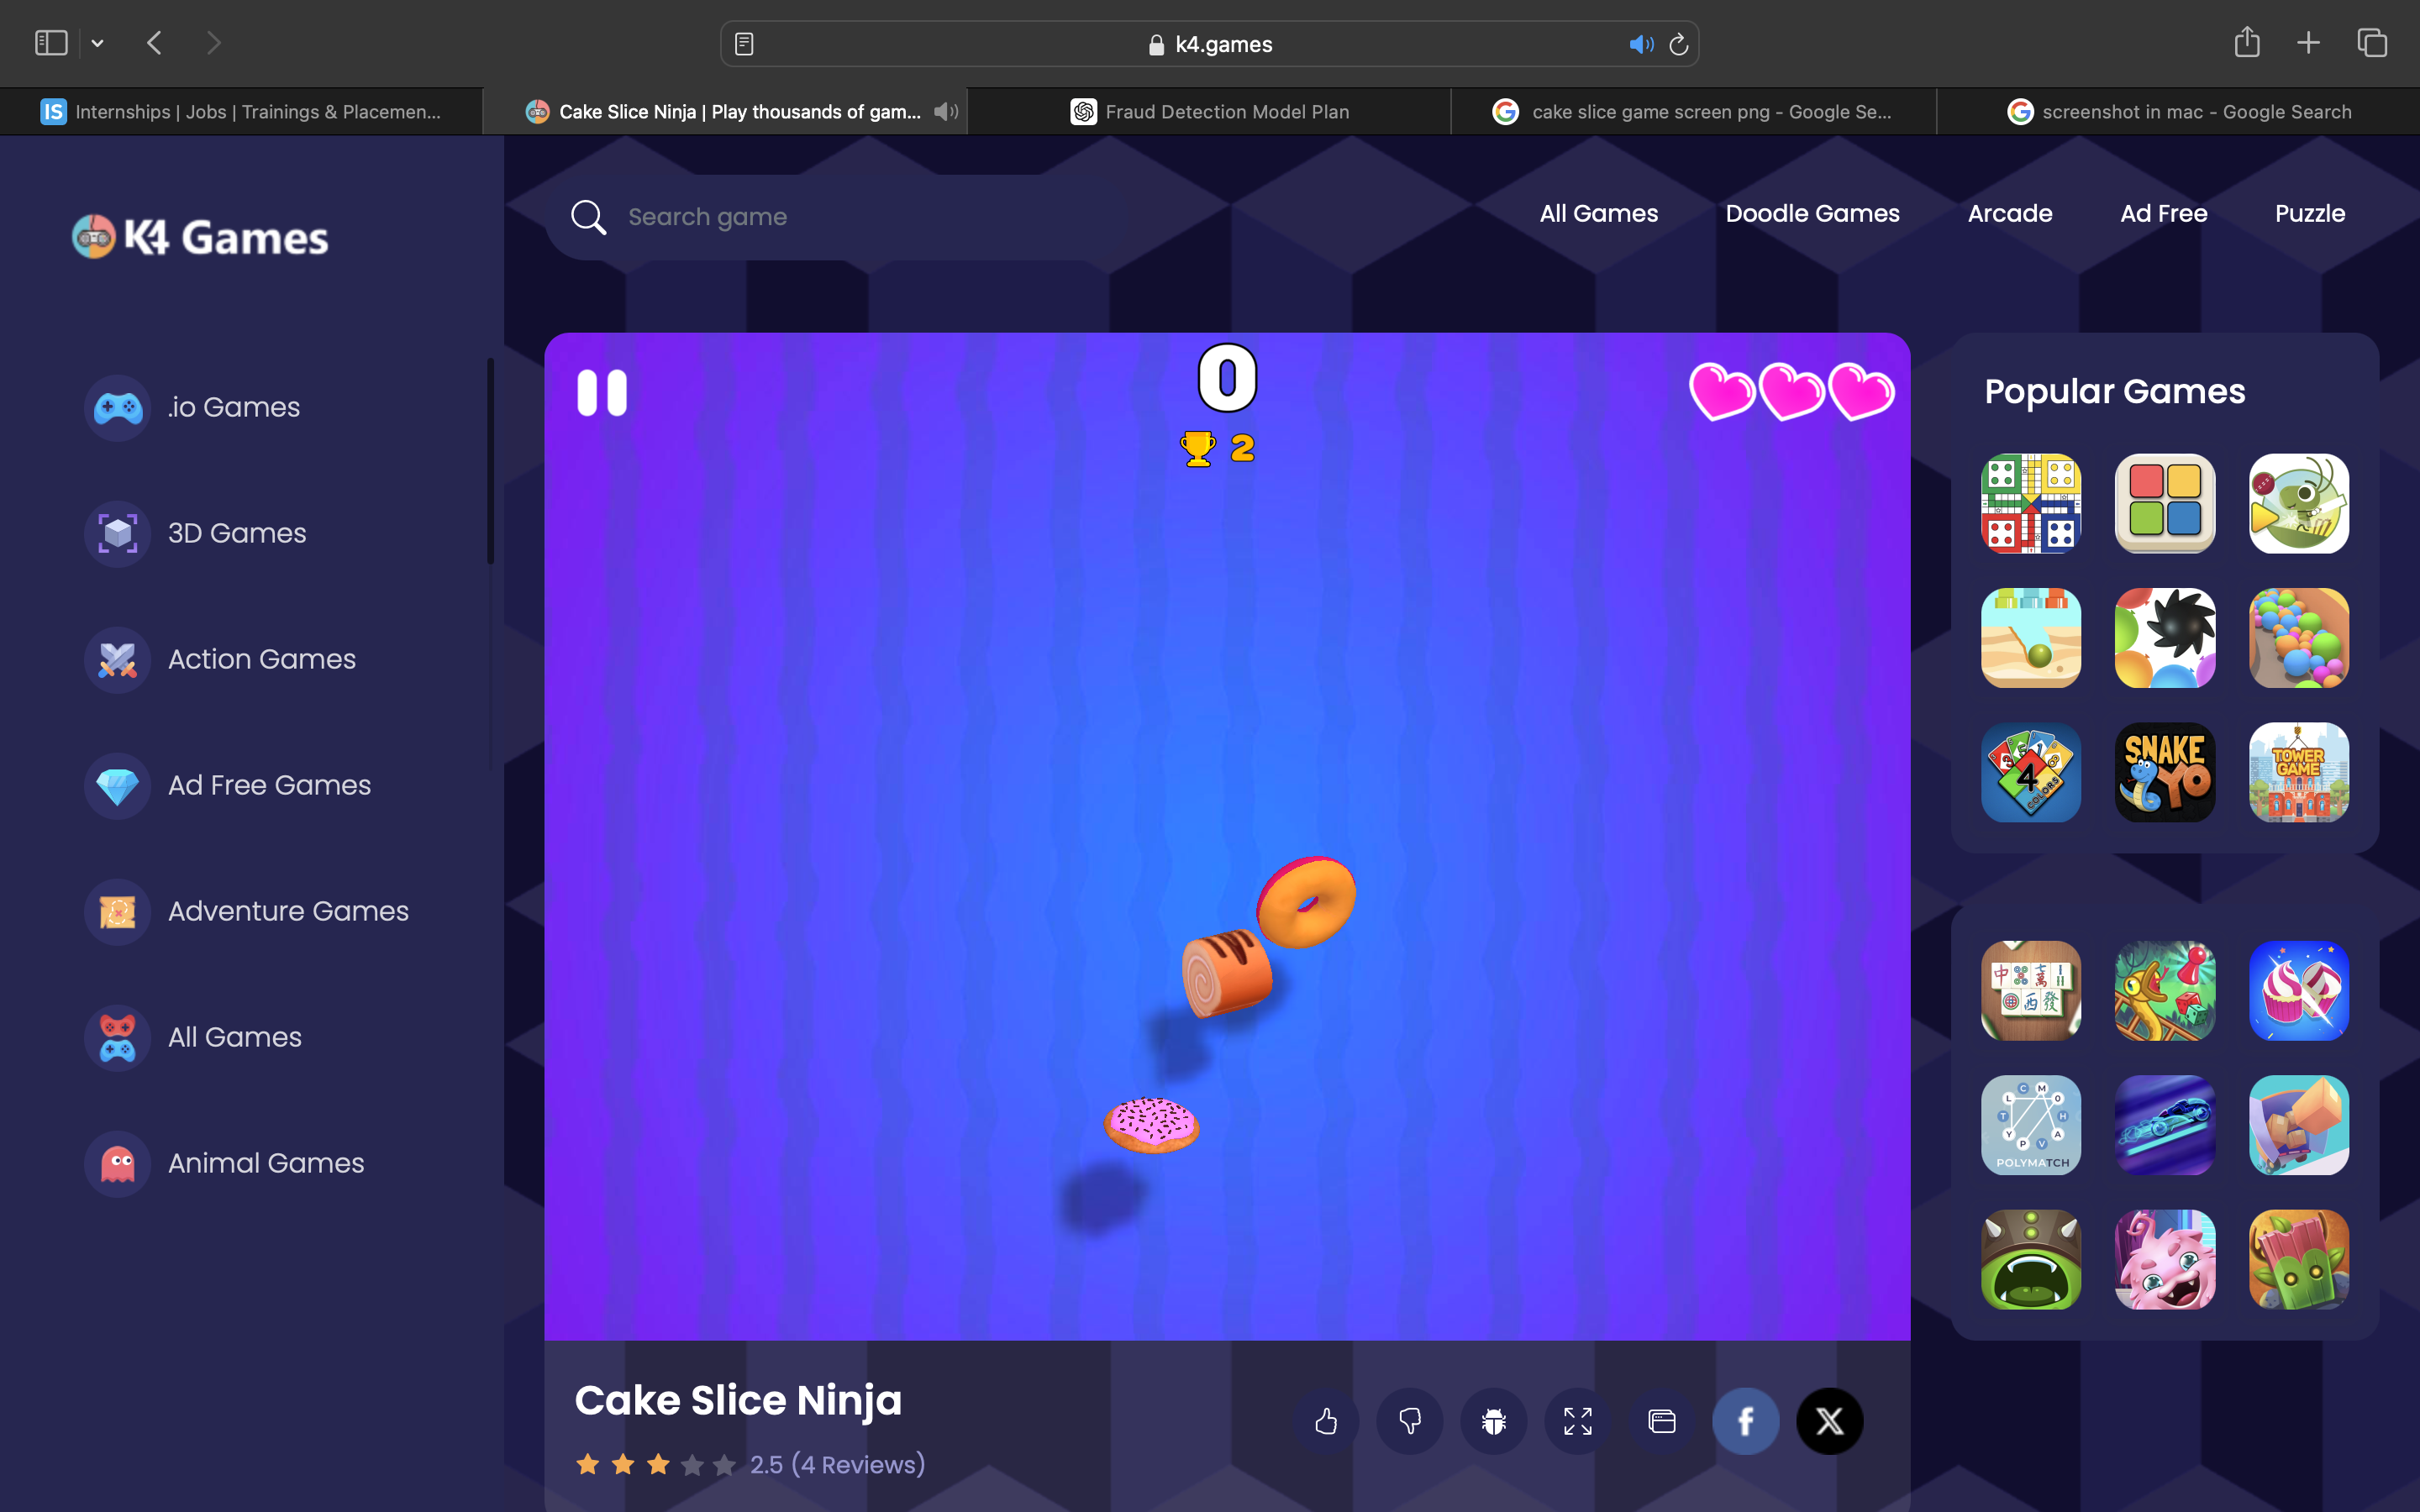 k4.games
Internships | Jobs | Trainings & Placemen...
Cake Slice Ninja | Play thousands of gam...
Fraud Detection Model Plan
cake slice game screen png - Google Se...
screenshot in mac - Google Search
K4 Games
Search game
All Games
Doodle Games
Arcade
Ad Free
Puzzle
.io Games
3D Games
Action Games
Ad Free Games
Adventure Games
All Games
Animal Games
0
2
Popular Games
4
COLORS
SNAKE
YO
TOWER
GAME
POLYMATCH
Cake Slice Ninja
2.5 (4 Reviews)